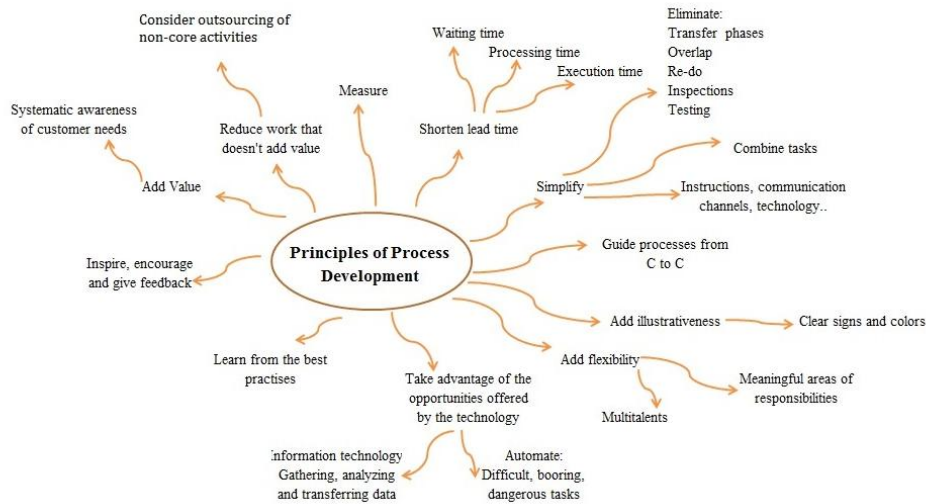 Consider outsourcing of
non-core activities
Waiting time
Processing time
Execution time
Eliminate:
Transfer phases
Overlap
Re-do
Inspections
Testing
Systematic awareness
of customer needs
Reduce work that
doesn't add value
Measure
Shorten lead time
Combine tasks
Add Value
Simplify
Instructions, communication
channels, technology..
Principles of Process
Development
Guide processes from
C to C
Inspire, encourage
and give feedback
Add illustrativeness
Clear signs and colors
Learn from the best
practises
Take advantage of the
opportunities offered
by the technology
Add flexibility
Meaningful areas of
responsibilities
Multitalents
nformation technology
Gathering, analyzing
and transferring data
Automate:
Difficult, booring,
dangerous tasks